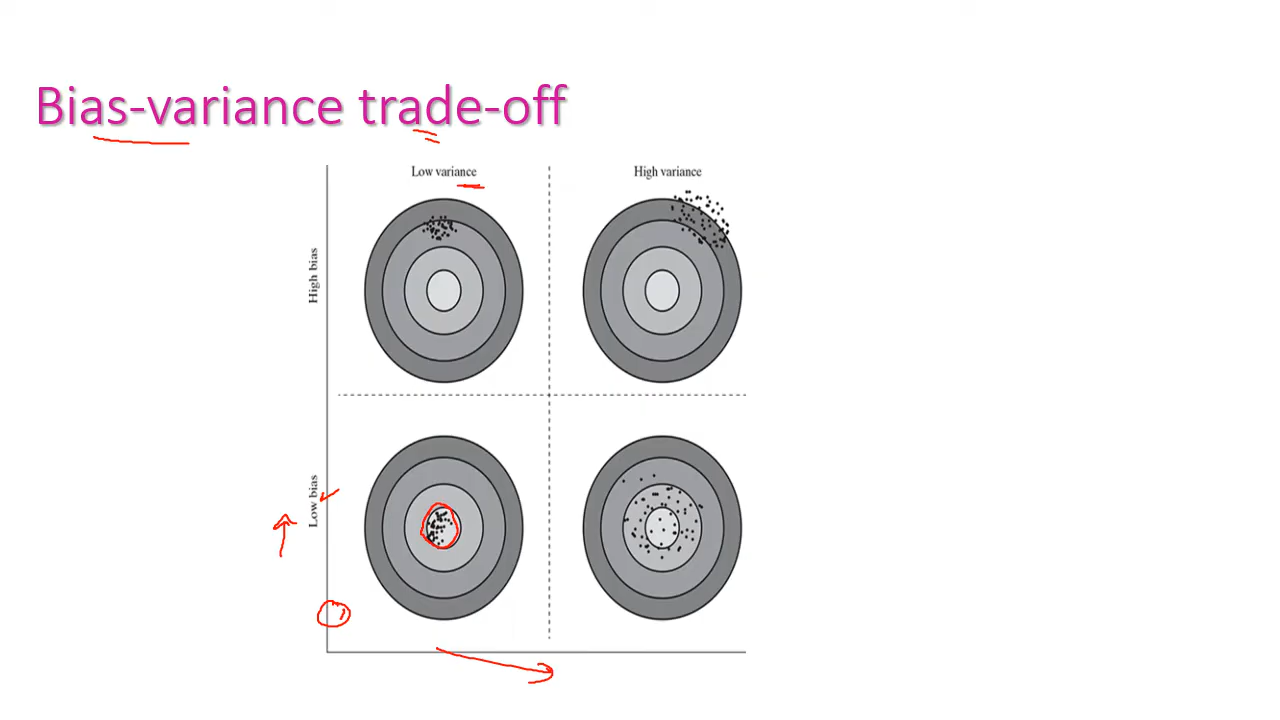 Bias-variance trade-off
Low variance
High variance
High bias
Low bias